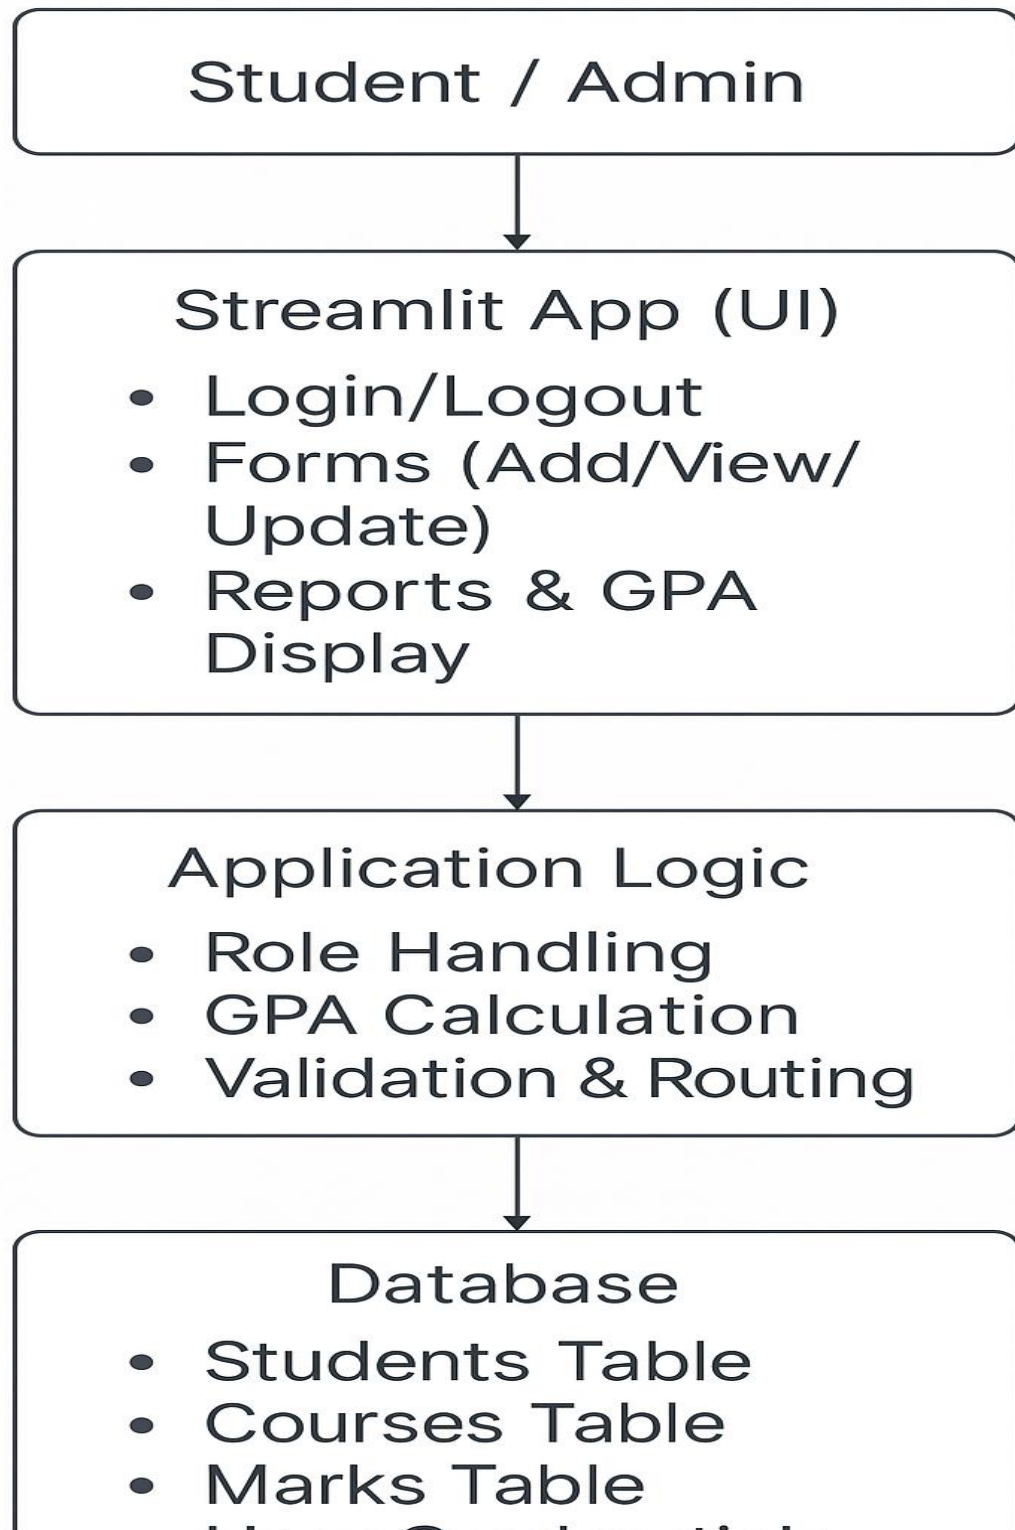 Student / Admin
Streamlit App (UI)
• Login/Logout
• Forms (Add/View/
Update)
• Reports & GPA
Display
Application Logic
• Role Handling
• GPA Calculation
• Validation & Routing
Database
• Students Table
• Courses Table
• Marks Table